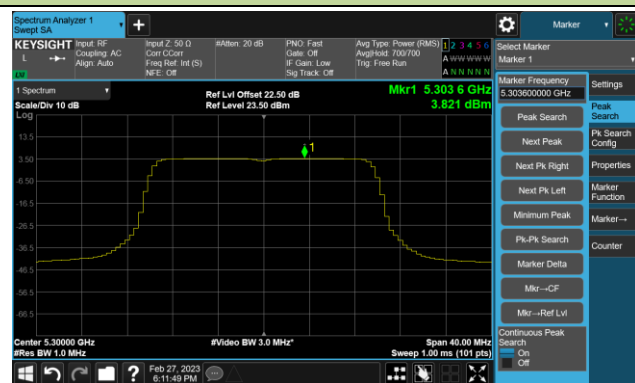 Spectrum Analyzer 1
Swept SA
Marker
KEYSIGHT
L
Input: RF
Coupling: AC
Align: Auto
Input Z: 50 Ω
Corr CCorr
Freq Ref: Int (S)
NFE: Off
#Atten: 20 dB
PNO: Fast
Gate: Off
IF Gain: Low
Sig Track: Off
Avg Type: Power (RMS)
Avg|Hold: 700/700
Trig: Free Run
1 2 3 4 5 6
A W W W W W
A N N N N N
Select Marker
Marker 1
1 Spectrum
Scale/Div 10 dB
Log
Ref Lvl Offset 22.50 dB
Ref Level 23.50 dBm
Mkr1 5.303 6 GHz
3.821 dBm
Marker Frequency
5.303600000 GHz
Settings
Peak Search
Next Peak
Next Pk Right
Next Pk Left
Minimum Peak
Pk-Pk Search
Marker Delta
Mkr→CF
Mkr→Ref Lvl
Continuous Peak
Search
On
Off
Peak
Search
Pk Search
Config
Properties
Marker
Function
Marker→
Counter
13.5
3.50
-6.50
-16.5
-26.5
-36.5
-46.5
-56.5
-66.5
1
Center 5.30000 GHz
#Res BW 1.0 MHz
#Video BW 3.0 MHz*
Span 40.00 MHz
Sweep 1.00 ms (101 pts)
Feb 27, 2023
6:11:49 PM